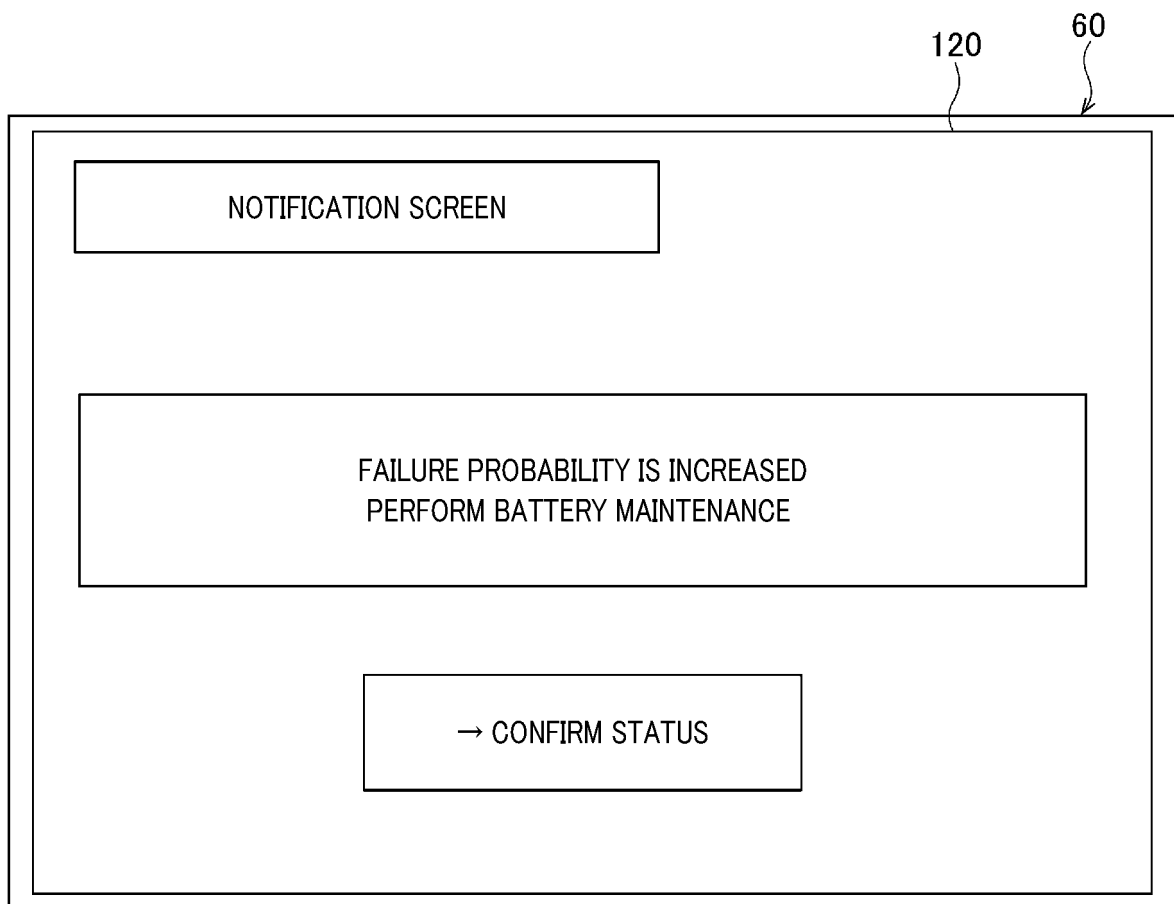 60
120
NOTIFICATION SCREEN
FAILURE PROBABILITY IS INCREASED
PERFORM BATTERY MAINTENANCE
→ CONFIRM STATUS